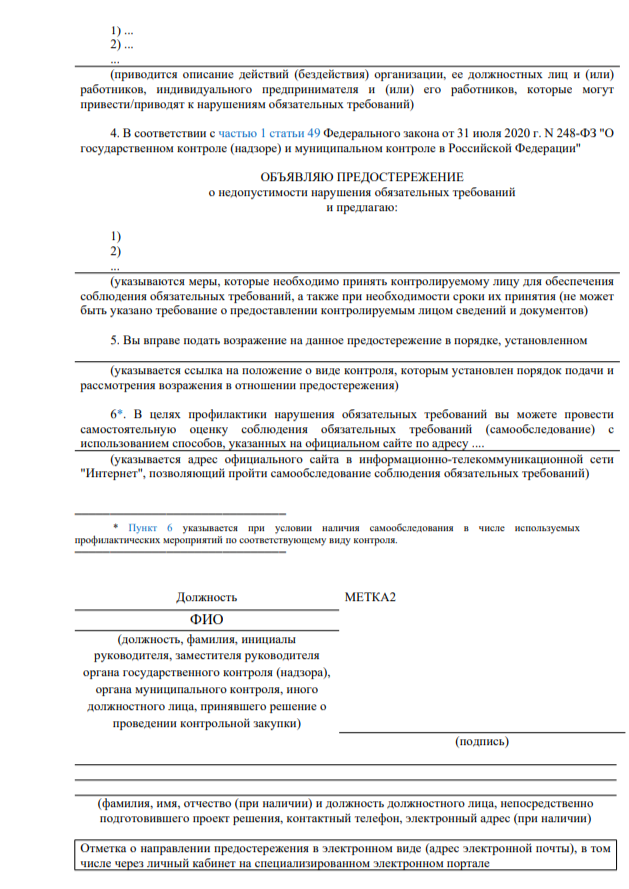 1) ...
2) ...
...
(приводится описание действий (бездействия) организации, ее должностных лиц и (или)
работников, индивидуального предпринимателя и (или) его работников, которые могут
привести/приводят к нарушениям обязательных требований)
4. В соответствии с частью 1 статьи 49 Федерального закона от 31 июля 2020 г. N 248-ФЗ "О
государственном контроле (надзоре) и муниципальном контроле в Российской Федерации"
ОБЪЯВЛЯЮ ПРЕДОСТЕРЕЖЕНИЕ
о недопустимости нарушения обязательных требований
и предлагаю:
1)
2)
...
(указываются меры, которые необходимо принять контролируемому лицу для обеспечения
соблюдения обязательных требований, а также при необходимости сроки их принятия (не может
быть указано требование о предоставлении контролируемым лицом сведений и документов)
5. Вы вправе подать возражение на данное предостережение в порядке, установленном
(указывается ссылка на положение о виде контроля, которым установлен порядок подачи и
рассмотрения возражения в отношении предостережения)
6*. В целях профилактики нарушения обязательных требований вы можете провести
самостоятельную оценку соблюдения обязательных требований (самообследование) с
использованием способов, указанных на официальном сайте по адресу ....
(указывается адрес официального сайта в информационно-телекоммуникационной сети
"Интернет", позволяющий пройти самообследование соблюдения обязательных требований)
* Пункт 6 указывается при условии наличия самообследования в числе используемых
профилактических мероприятий по соответствующему виду контроля.
Должность МЕТКА2
ФИО
(должность, фамилия, инициалы
руководителя, заместителя руководителя
органа государственного контроля (надзора),
органа муниципального контроля, иного
должностного лица, принявшего решение о
проведении контрольной закупки)
(подпись)
(фамилия, имя, отчество (при наличии) и должность должностного лица, непосредственно
подготовившего проект решения, контактный телефон, электронный адрес (при наличии)
Отметка о направлении предостережения в электронном виде (адрес электронной почты), в том
числе через личный кабинет на специализированном электронном портале